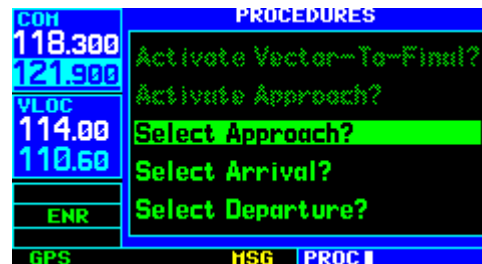 COM
118.300
121.900
VLOC
114.00
110.60
ENR
GPS
PROCEDURES
Activate Vector-To-Final?
Activate Approach?
Select Approach?
Select Arrival?
Select Departure?
MSG
PROC